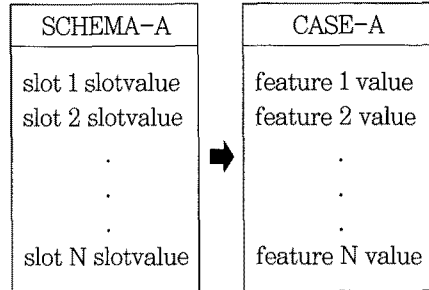 SCHEMA-A
slot 1 slotvalue
slot 2 slotvalue
.
.
.
slot N slotvalue
CASE-A
feature 1 value
feature 2 value
.
.
.
feature N value